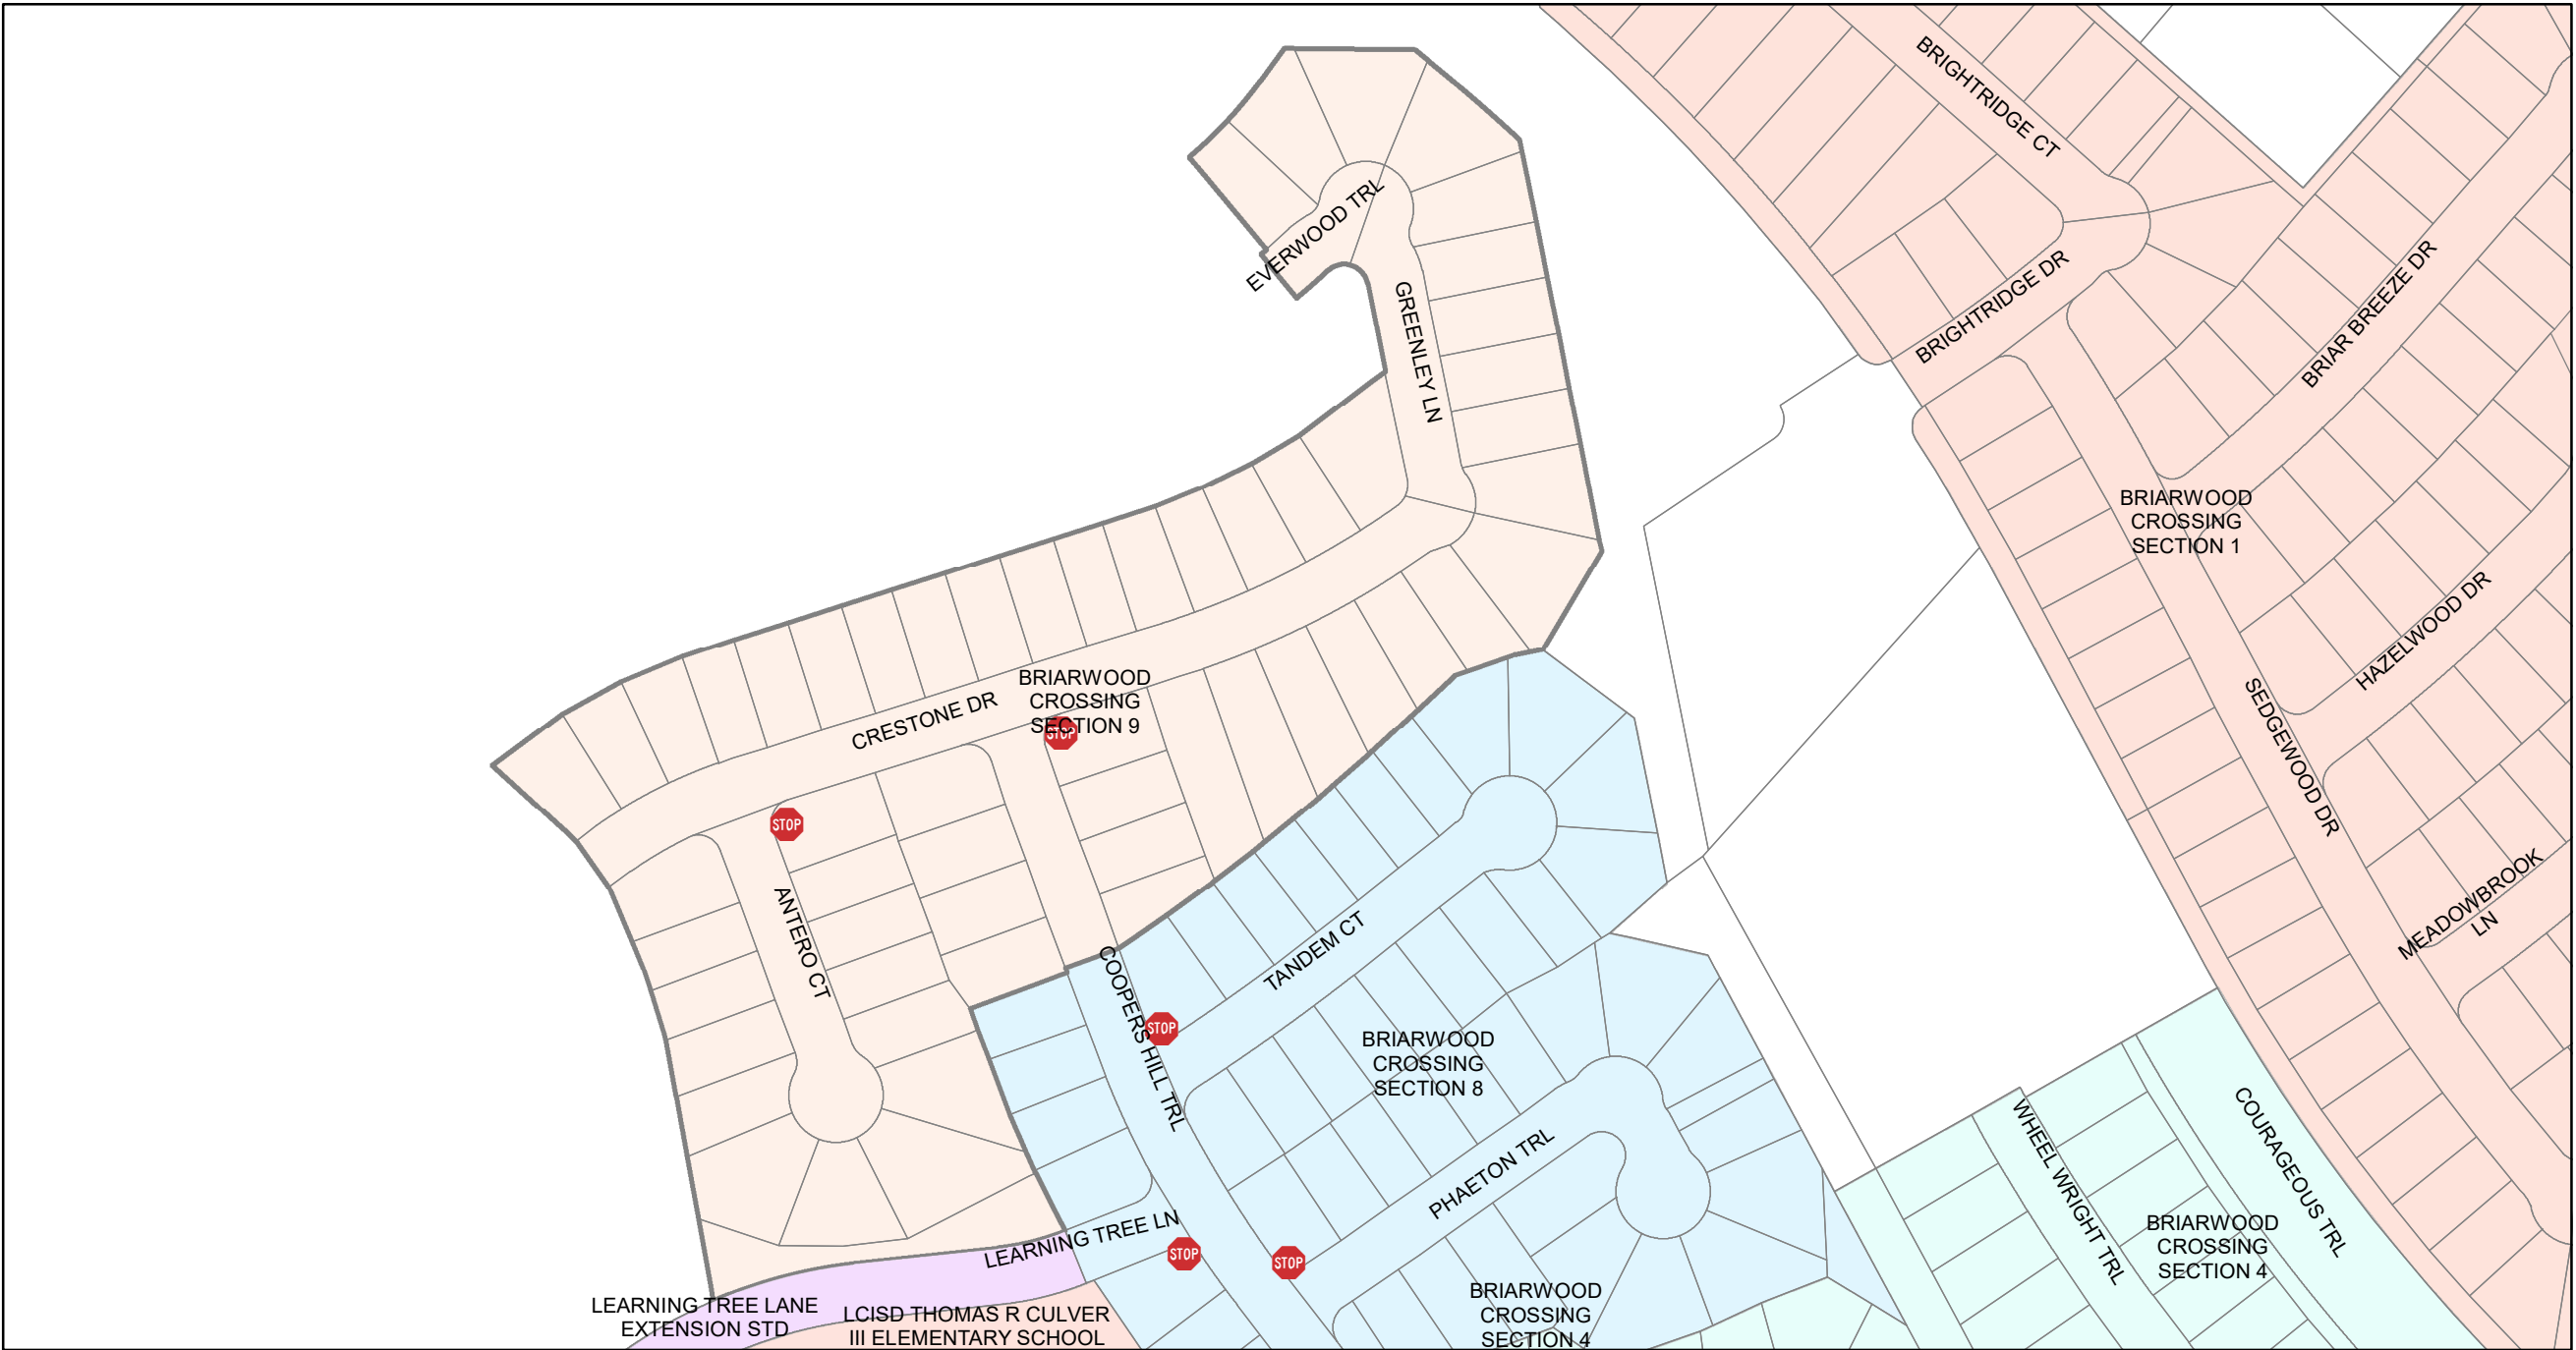 BRIGHTRIDGE CT
EVERWOOD TRL
BRIGHTRIDGE DR
BRIAR BREEZE DR
GREENLEY LN
BRIARWOOD
CROSSING
SECTION 1
HAZELWOOD DR
BRIARWOOD
CROSSING
SECTION 9
CRESTONE DR
STOP
SEDGEWOOD DR
STOP
MEADOWBROOK
LN
ANTERO CT
TANDEM CT
COOPERS HILL TRL
STOP
BRIARWOOD
CROSSING
SECTION 8
COURAGEOUS TRL
WHEEL WRIGHT TRL
PHAETON TRL
LEARNING TREE LN
STOP
STOP
BRIARWOOD
CROSSING
SECTION 4
BRIARWOOD
CROSSING
SECTION 4
LEARNING TREE LANE
EXTENSION STD
LCISD THOMAS R CULVER
III ELEMENTARY SCHOOL